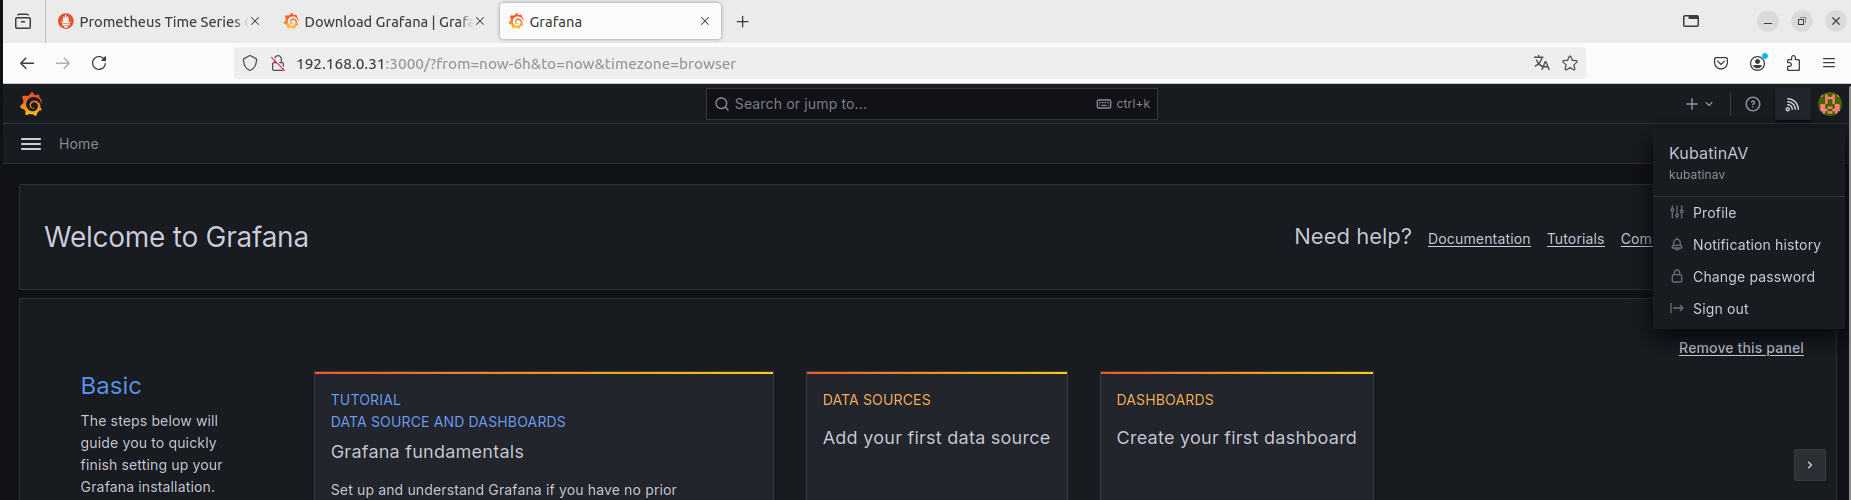 Prometheus Time Series
Download Grafana | Graf
Grafana
192.168.0.31:3000/?from=now-6h&to=now&timezone=browser
Search or jump to...
ctrl+k
Home
KubatinAV
kubatinav
Profile
Notification history
Change password
Sign out
Welcome to Grafana
Need help?
Documentation
Tutorials
Com
Remove this panel
Basic
The steps below will
guide you to quickly
finish setting up your
Grafana installation.
TUTORIAL
DATA SOURCE AND DASHBOARDS
Grafana fundamentals
Set up and understand Grafana if you have no prior
DATA SOURCES
Add your first data source
DASHBOARDS
Create your first dashboard